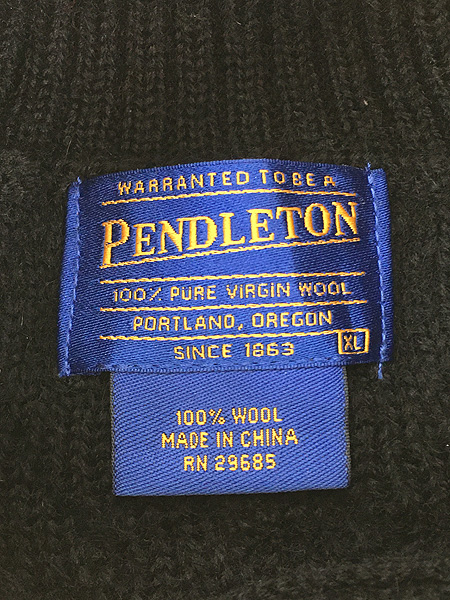 WARRANTED TO BE A
PENDLETON
100% PURE VIRGIN WOOL
PORTLAND, OREGON
SINCE 1863
XL
100% WOOL
MADE IN CHINA
RN 29685